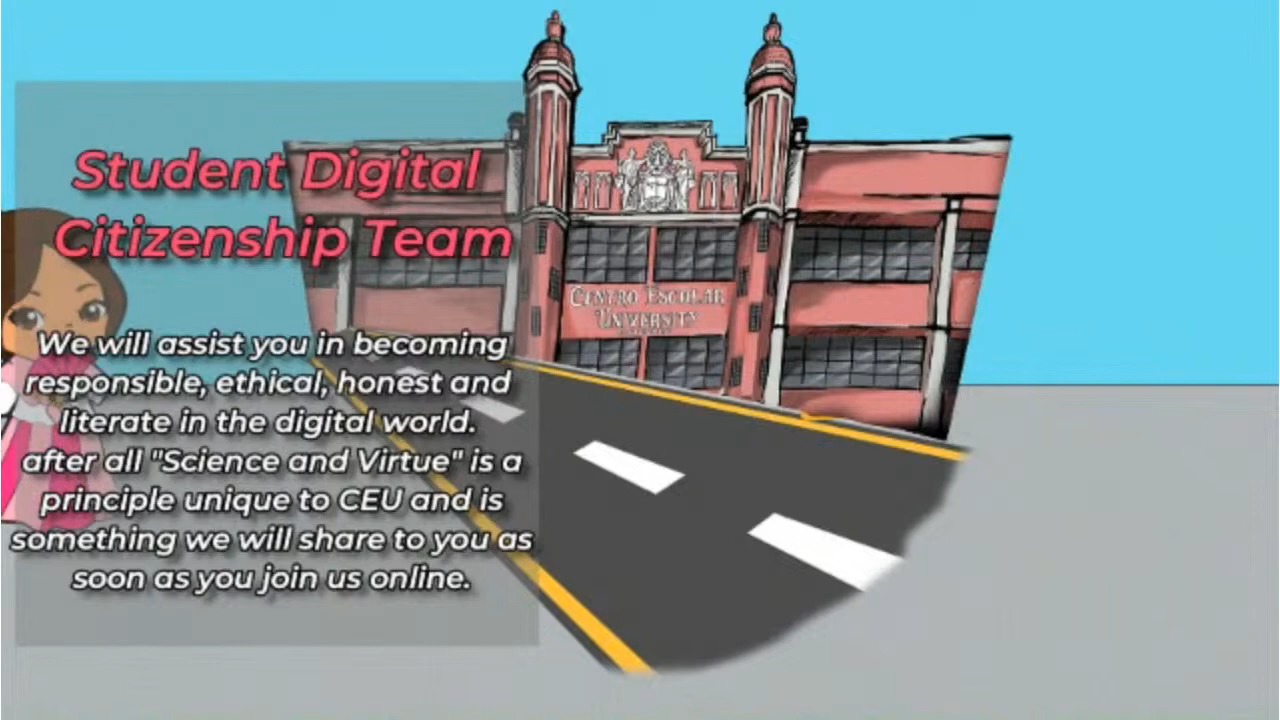 Student Digital
Citizenship Team
We will assist you in becoming
responsible, ethical, honest and
literate in the digital world.
after all "Science and Virtue" is a
principle unique to CEU and is
something we will share to you as
soon as you join us online.
CENTRO ESCOLAR
UNIVERSITY